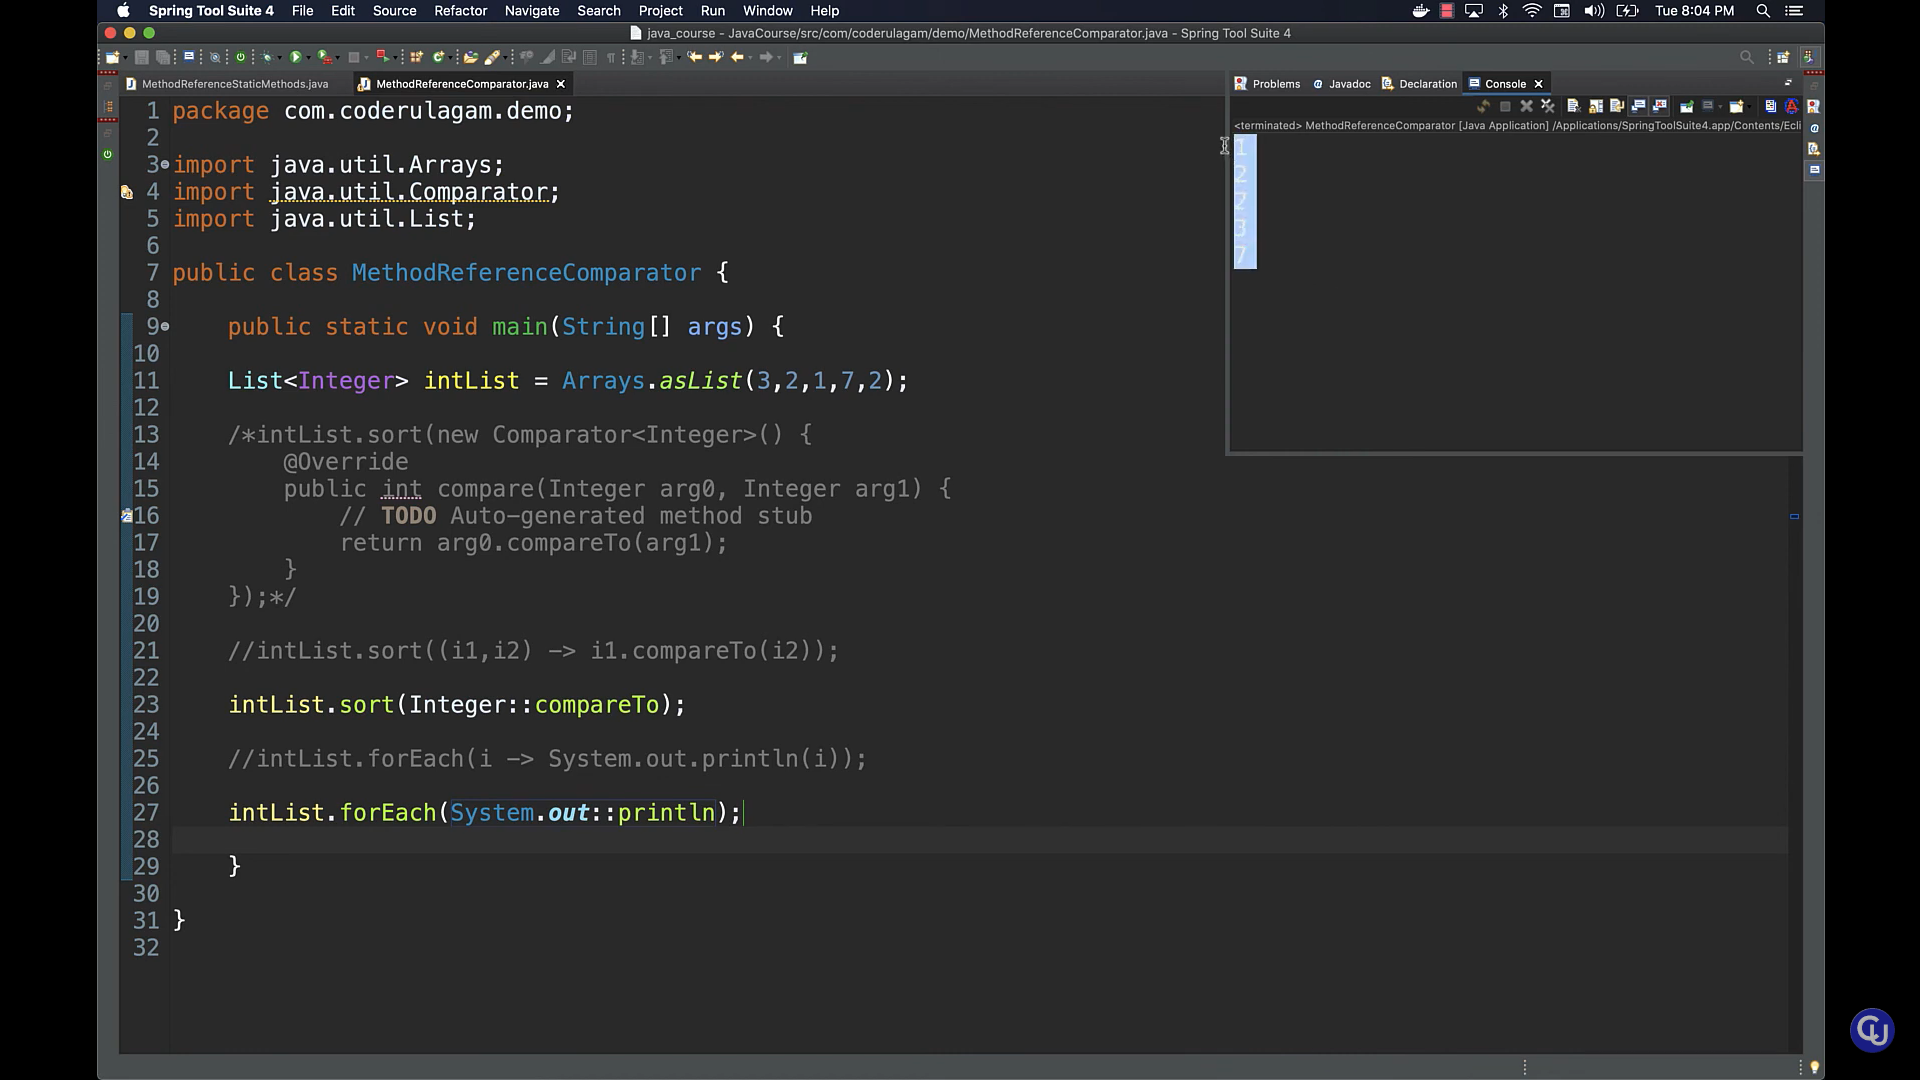 Spring Tool Suite 4 File Edit Source Refactor Navigate Search Project Run Window Help Tue 8:04 PM
java_course - JavaCourse/src/com/coderulagam/demo/MethodReferenceComparator.java - Spring Tool Suite 4
MethodReferenceStaticMethods.java MethodReferenceComparator.java
Problems Javadoc Declaration Console
<terminated> MethodReferenceComparator [Java Application] /Applications/SpringToolSuite4.app/Contents/Ecli
1
2
2
3
7
1 package com.coderulagam.demo;
2
3 import java.util.Arrays;
4 import java.util.Comparator;
5 import java.util.List;
6
7 public class MethodReferenceComparator {
8
9 public static void main(String[] args) {
10
11 List<Integer> intList = Arrays.asList(3,2,1,7,2);
12
13 /*intList.sort(new Comparator<Integer>() {
14 @Override
15 public int compare(Integer arg0, Integer arg1) {
16 // TODO Auto-generated method stub
17 return arg0.compareTo(arg1);
18 }
19 });*/
20
21 //intList.sort((i1,i2) -> i1.compareTo(i2));
22
23 intList.sort(Integer::compareTo);
24
25 //intList.forEach(i -> System.out.println(i));
26
27 intList.forEach(System.out::println);
28
29 }
30
31 }
32